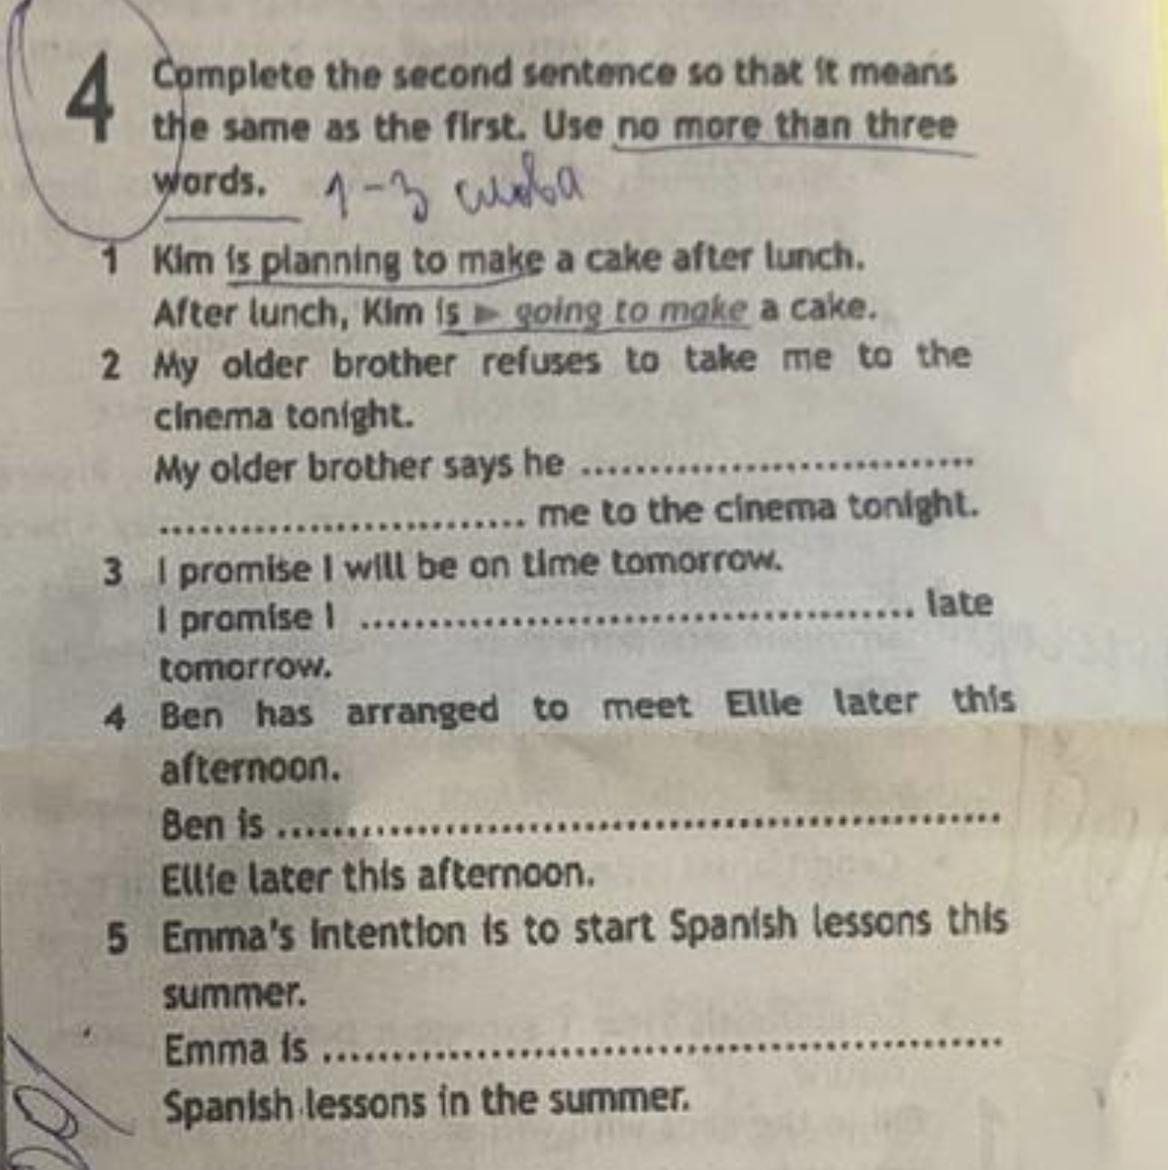 4 Complete the second sentence so that it means
the same as the first. Use no more than three
words. 1-3 слова
1 Kim is planning to make a cake after lunch.
After lunch, Kim is ► going to make a cake.
2 My older brother refuses to take me to the
cinema tonight.
My older brother says he ..............................
............................ me to the cinema tonight.
3 I promise I will be on time tomorrow.
I promise I .......................................... late
tomorrow.
4 Ben has arranged to meet Ellie later this
afternoon.
Ben is ......................................................
Ellie later this afternoon.
5 Emma's intention is to start Spanish lessons this
summer.
Emma is ..................................................
Spanish lessons in the summer.